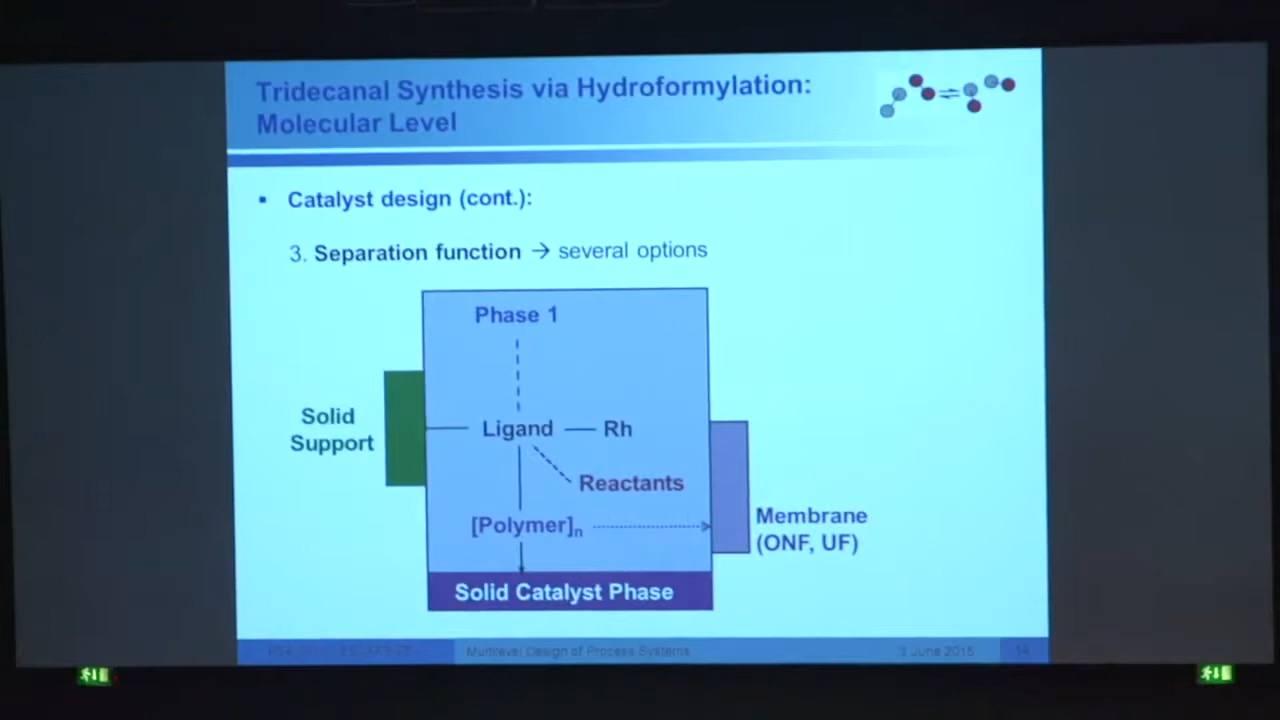 Tridecanal Synthesis via Hydroformylation:
Molecular Level
▪ Catalyst design (cont.):
3. Separation function → several options
Phase 1
Solid
Support
Ligand — Rh
Reactants
[Polymer]n
Membrane
(ONF, UF)
Solid Catalyst Phase
Multilevel Design of Process Systems
3 June 2015
14